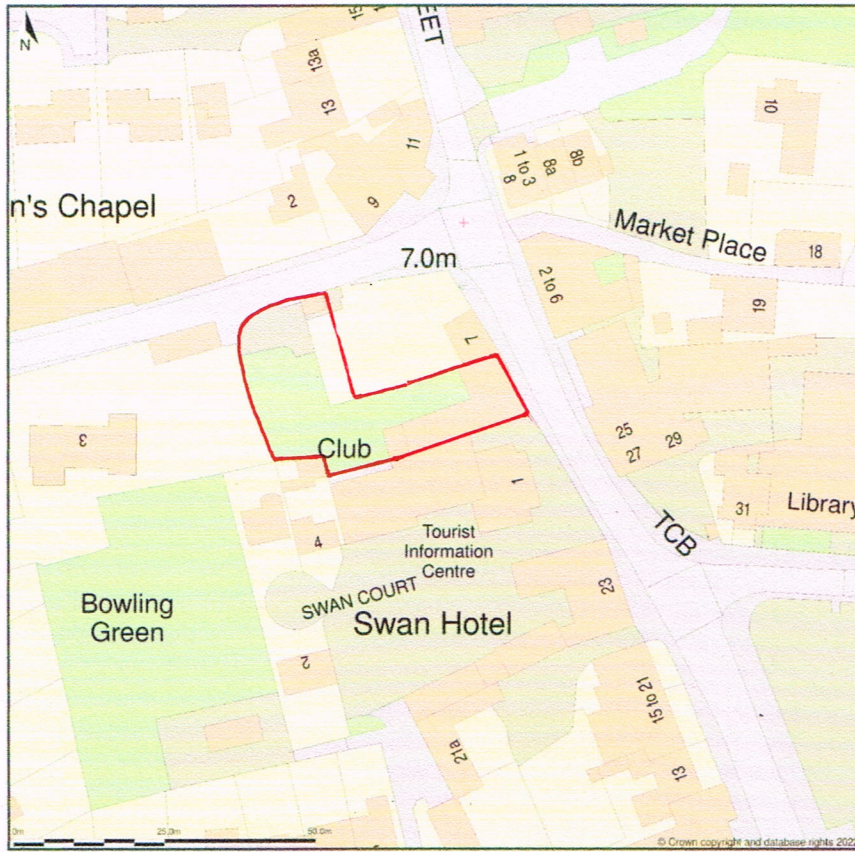 N
15
EET
13a
13
11
10
1 to 3
8
8a
8b
n's Chapel
2
9
Market Place
18
7.0m
2 to 6
19
7
3
Club
25
27
29
1
31
Library
TCB
4
Tourist
Information
Centre
SWAN COURT
23
Bowling
Green
Swan Hotel
2
15 to 21
21a
13
0m
25.0m
50.0m
© Crown copyright and database rights 2022